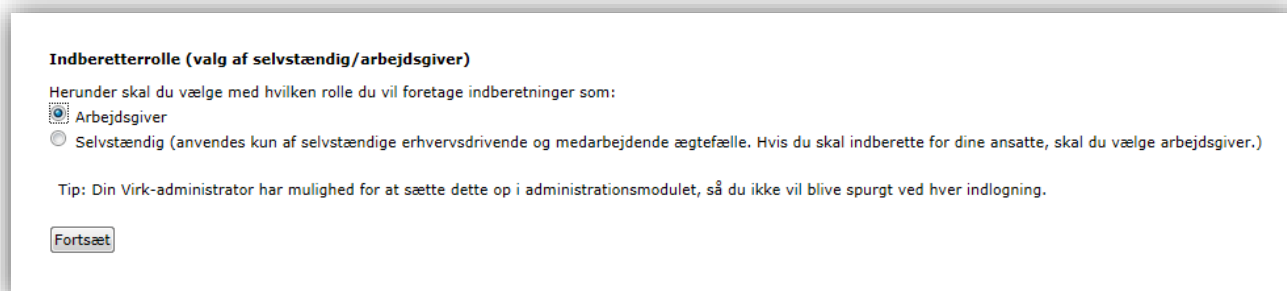 Indberetterrolle (valg af selvstændig/arbejdsgiver)
Herunder skal du vælge med hvilken rolle du vil foretage indberetninger som:
Arbejdsgiver
Selvstændig (anvendes kun af selvstændige erhvervsdrivende og medarbejdende ægtefælle. Hvis du skal indberette for dine ansatte, skal du vælge arbejdsgiver.)
Tip: Din Virk-administrator har mulighed for at sætte dette op i administrationsmodulet, så du ikke vil blive spurgt ved hver indlogning.
Fortsæt